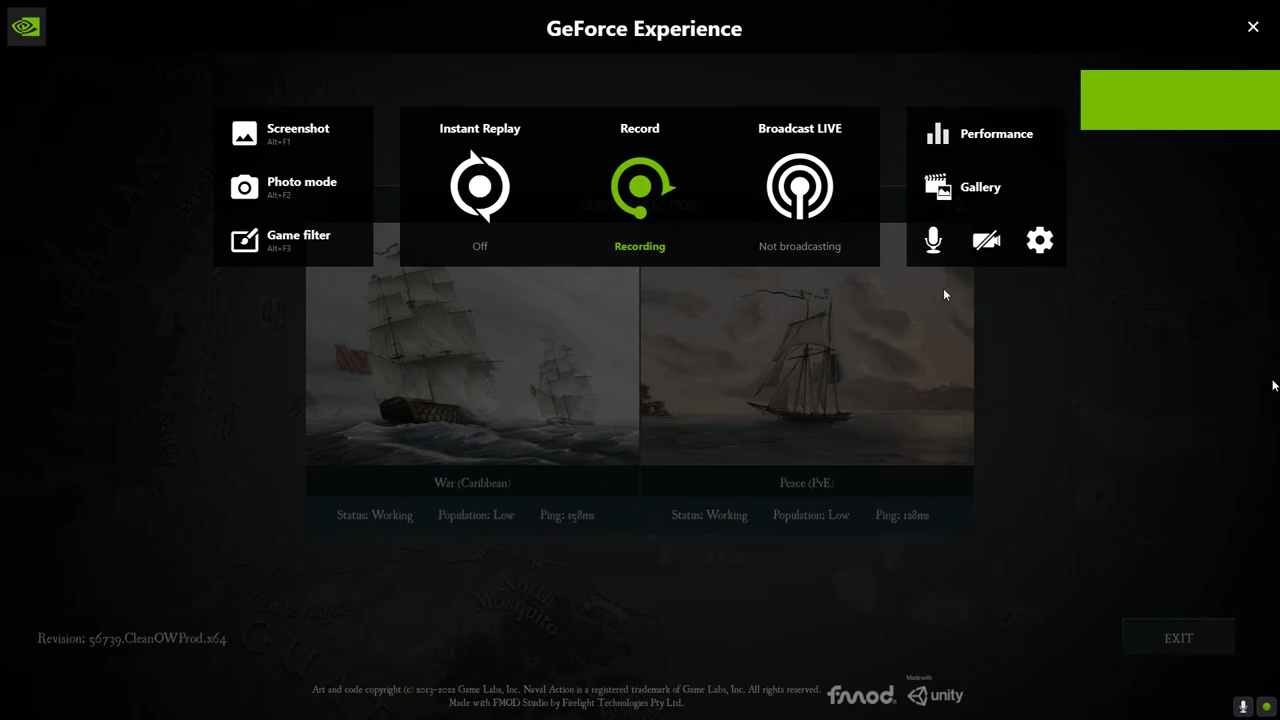 GeForce Experience
Screenshot
Alt+F1
Photo mode
Alt+F2
Game filter
Alt+F3
Instant Replay
Off
Record
Recording
Broadcast LIVE
Not broadcasting
Performance
Gallery
War (Caribbean)
Status: Working Population: Low Ping: 158ms
Peace (PvE)
Status: Working Population: Low Ping: 128ms
North
Mosquito
Revision: 56739.CleanOWProd.x64
EXIT
Art and code copyright (c) 2013-2022 Game Labs, Inc. Naval Action is a registered trademark of Game Labs, Inc. All rights reserved.
Made with FMOD Studio by Firelight Technologies Pty Ltd.
fmod
Made with
unity